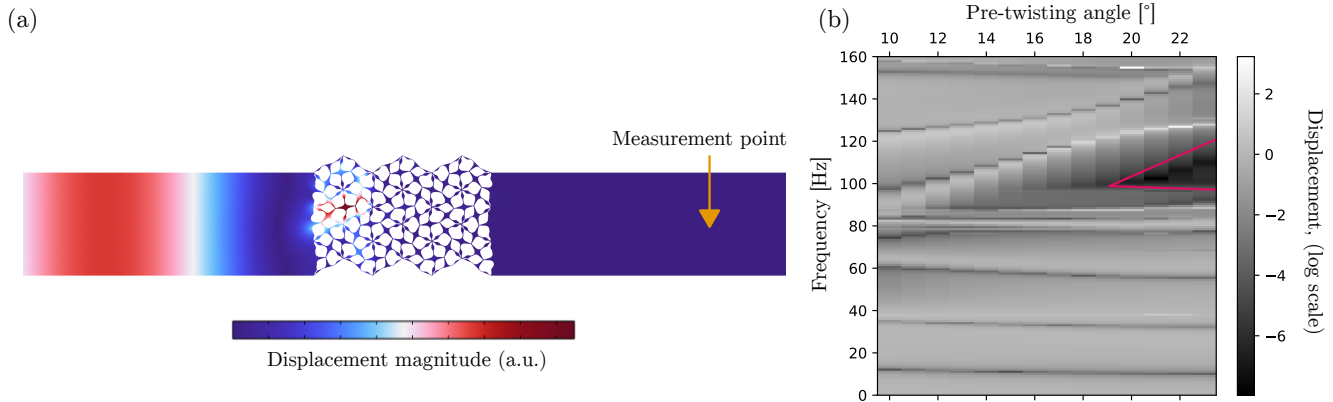 (a)
Measurement point
Displacement magnitude (a.u.)
(b)
Pre-twisting angle [°]
10 12 14 16 18 20 22
Frequency [Hz]
160
140
120
100
80
60
40
20
0
2
0
−2
−4
−6
Displacement, (log scale)